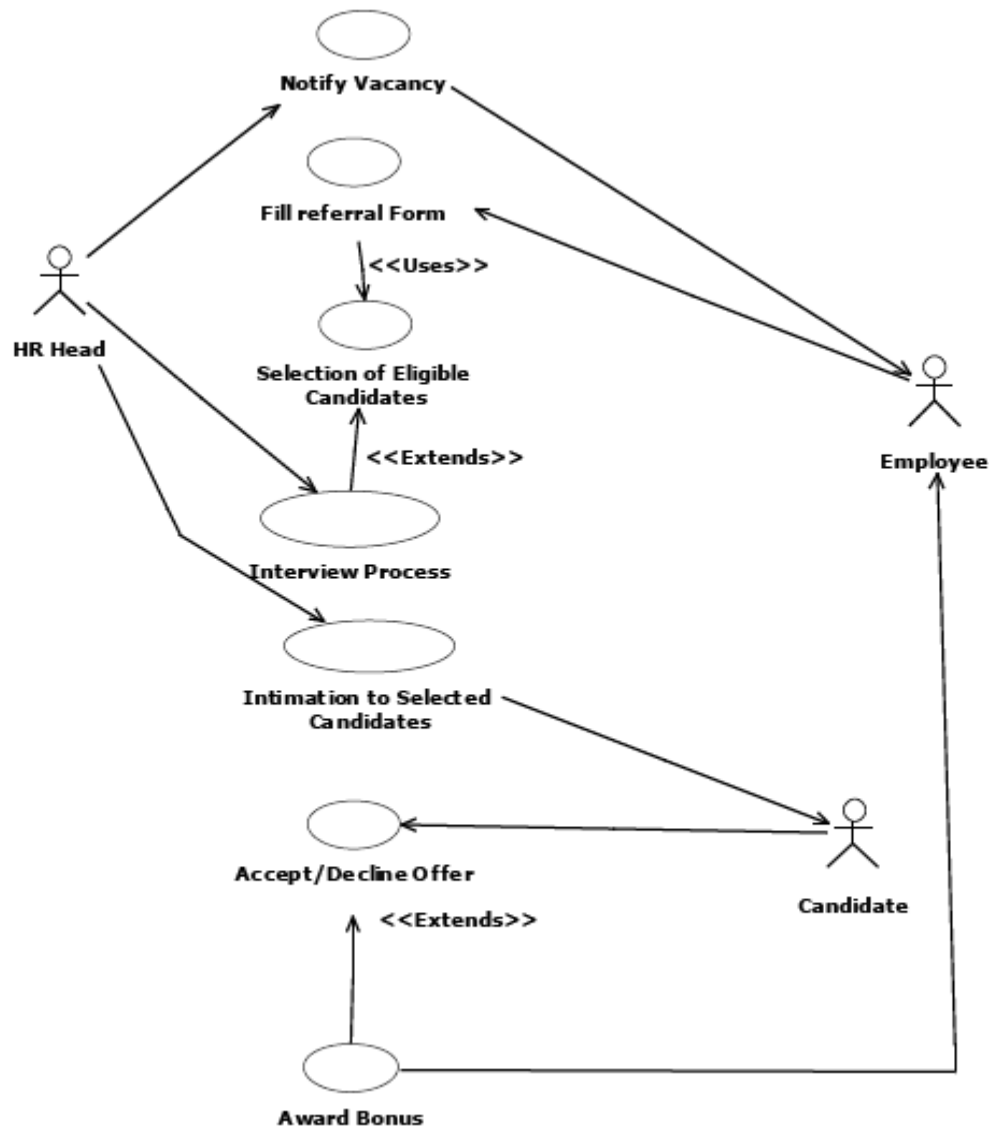 Notify Vacancy
Fill referral Form
<<Uses>>
HR Head
Selection of Eligible
Candidates
<<Extends>>
Employee
Interview Process
Intimation to Selected
Candidates
Accept/Decline Offer
Candidate
<<Extends>>
Award Bonus